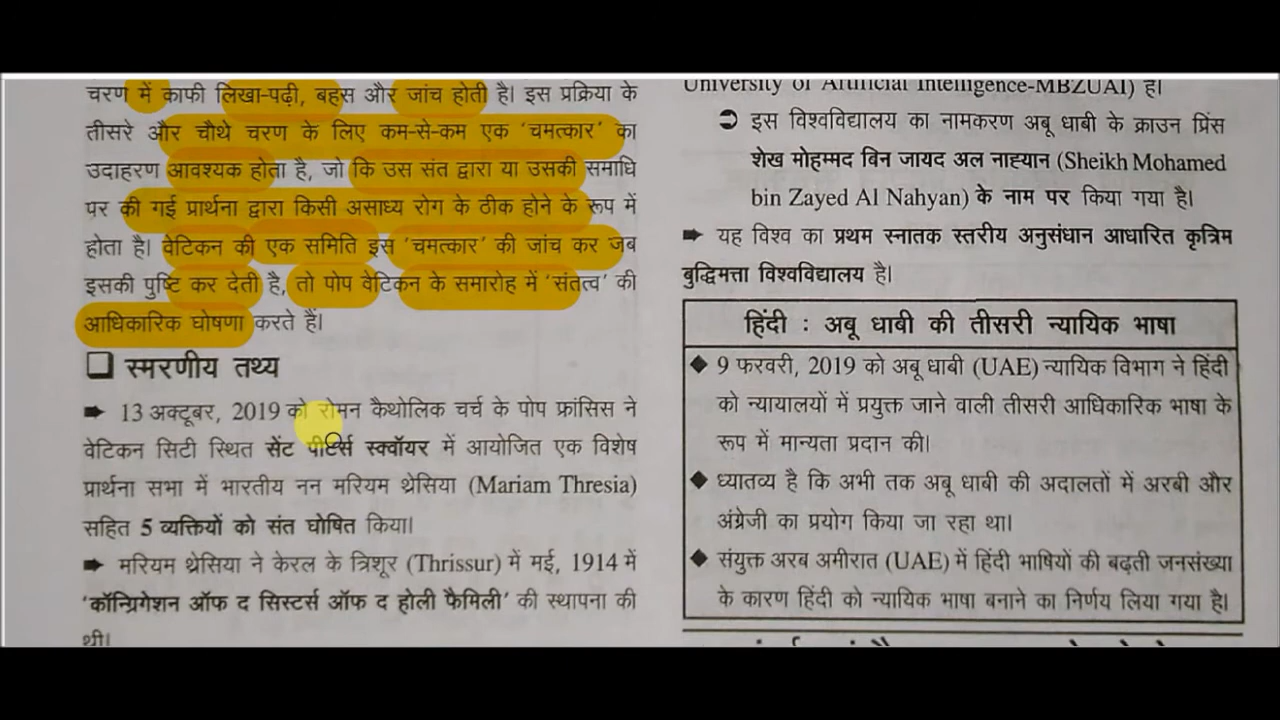 चरण में काफी लिखा-पढ़ी, बहस और जांच होती है। इस प्रक्रिया के
तीसरे और चौथे चरण के लिए कम-से-कम एक ‘चमत्कार’ का
उदाहरण आवश्यक होता है, जो कि उस संत द्वारा या उसकी समाधि
पर की गई प्रार्थना द्वारा किसी असाध्य रोग के ठीक होने के रूप में
होता है। वेटिकन की एक समिति इस ‘चमत्कार’ की जांच कर जब
इसकी पुष्टि कर देती है, तो पोप वेटिकन के समारोह में ‘संतत्व’ की
आधिकारिक घोषणा करते हैं।
❑ स्मरणीय तथ्य
➨ 13 अक्टूबर, 2019 को रोमन कैथोलिक चर्च के पोप फ्रांसिस ने
वेटिकन सिटी स्थित सेंट पीटर्स स्क्वॉयर में आयोजित एक विशेष
प्रार्थना सभा में भारतीय नन मरियम थ्रेसिया (Mariam Thresia)
सहित 5 व्यक्तियों को संत घोषित किया।
➨ मरियम थ्रेसिया ने केरल के त्रिशूर (Thrissur) में मई, 1914 में
‘कॉन्ग्रिगेशन ऑफ द सिस्टर्स ऑफ द होली फैमिली’ की स्थापना की
थी।
University of Artificial Intelligence-MBZUAI) है।
➲ इस विश्वविद्यालय का नामकरण अबू धाबी के क्राउन प्रिंस
शेख मोहम्मद बिन जायद अल नाह्यान (Sheikh Mohamed
bin Zayed Al Nahyan) के नाम पर किया गया है।
➨ यह विश्व का प्रथम स्नातक स्तरीय अनुसंधान आधारित कृत्रिम
बुद्धिमत्ता विश्वविद्यालय है।
हिंदी : अबू धाबी की तीसरी न्यायिक भाषा
◆ 9 फरवरी, 2019 को अबू धाबी (UAE) न्यायिक विभाग ने हिंदी
को न्यायालयों में प्रयुक्त जाने वाली तीसरी आधिकारिक भाषा के
रूप में मान्यता प्रदान की।
◆ ध्यातव्य है कि अभी तक अबू धाबी की अदालतों में अरबी और
अंग्रेजी का प्रयोग किया जा रहा था।
◆ संयुक्त अरब अमीरात (UAE) में हिंदी भाषियों की बढ़ती जनसंख्या
के कारण हिंदी को न्यायिक भाषा बनाने का निर्णय लिया गया है।